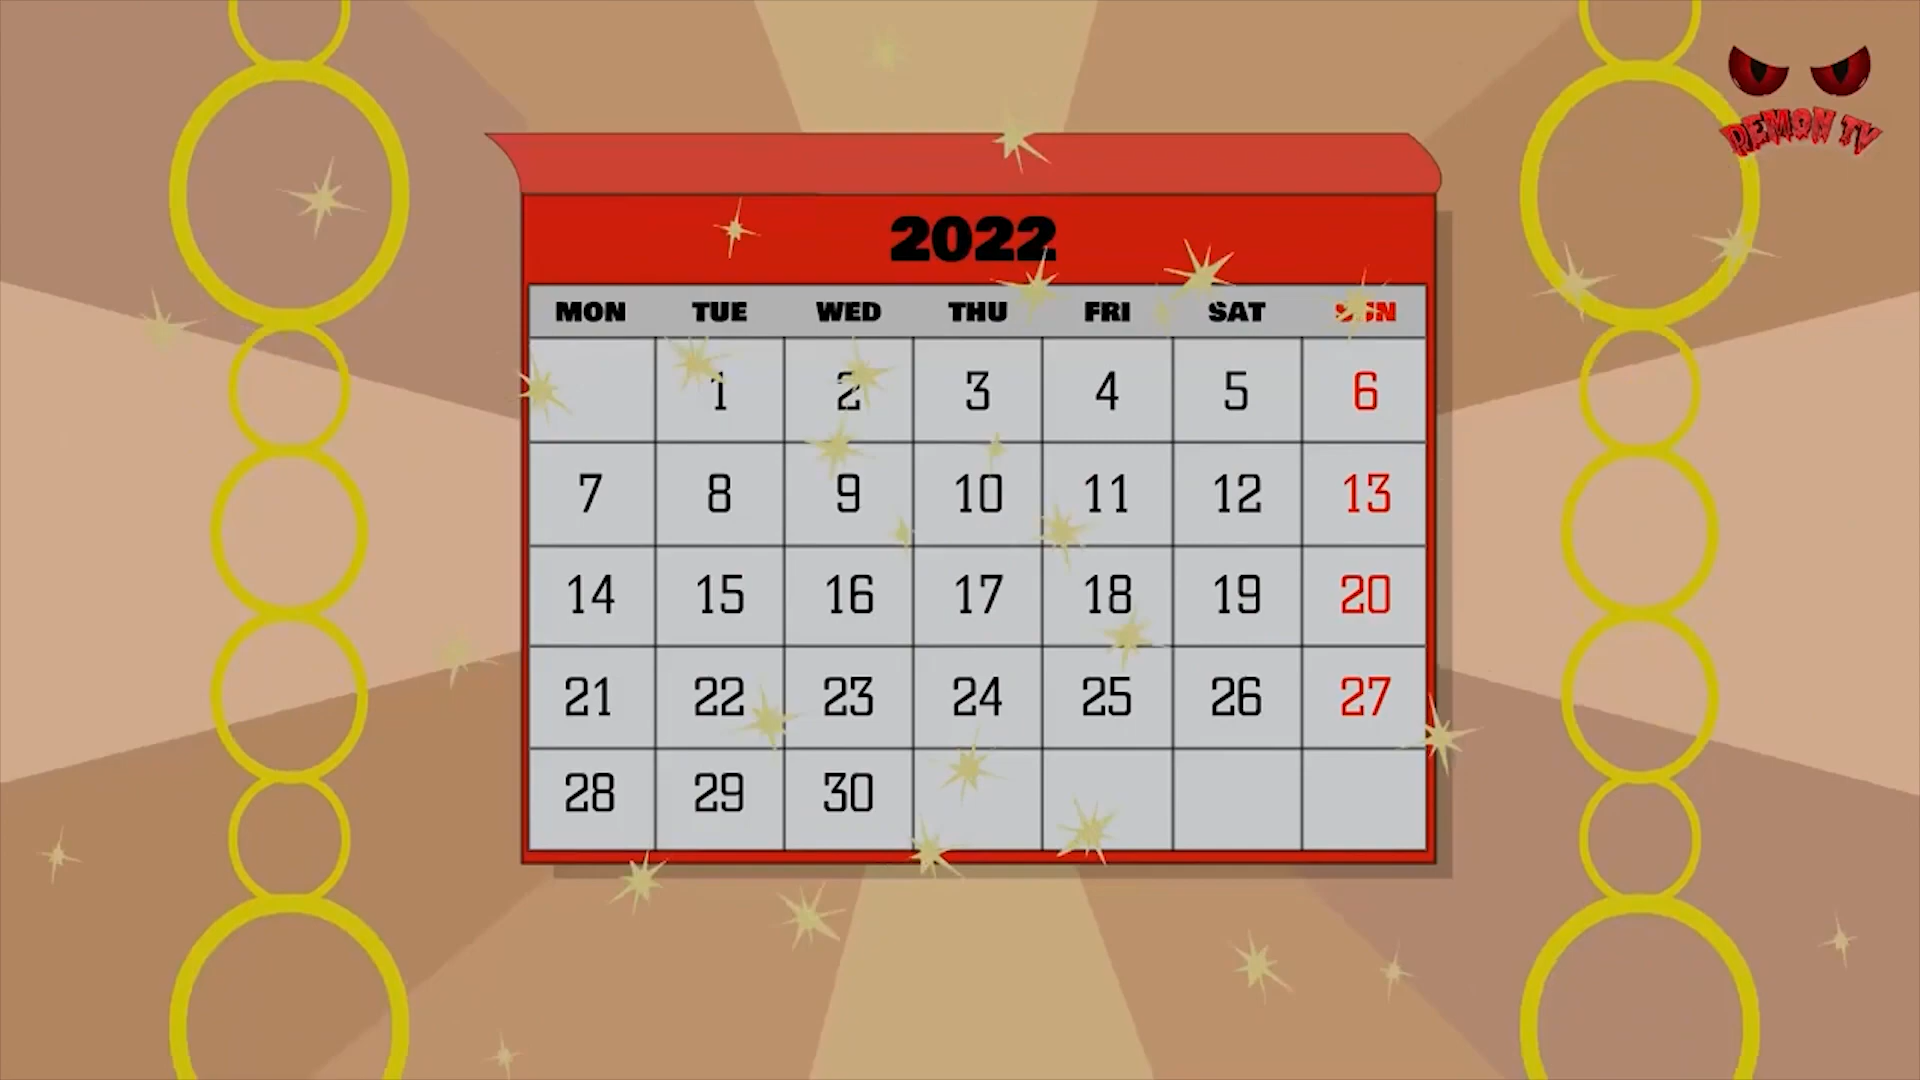 DEMON TV
2022
MON TUE WED THU FRI SAT SUN
1 2 3 4 5 6
7 8 9 10 11 12 13
14 15 16 17 18 19 20
21 22 23 24 25 26 27
28 29 30